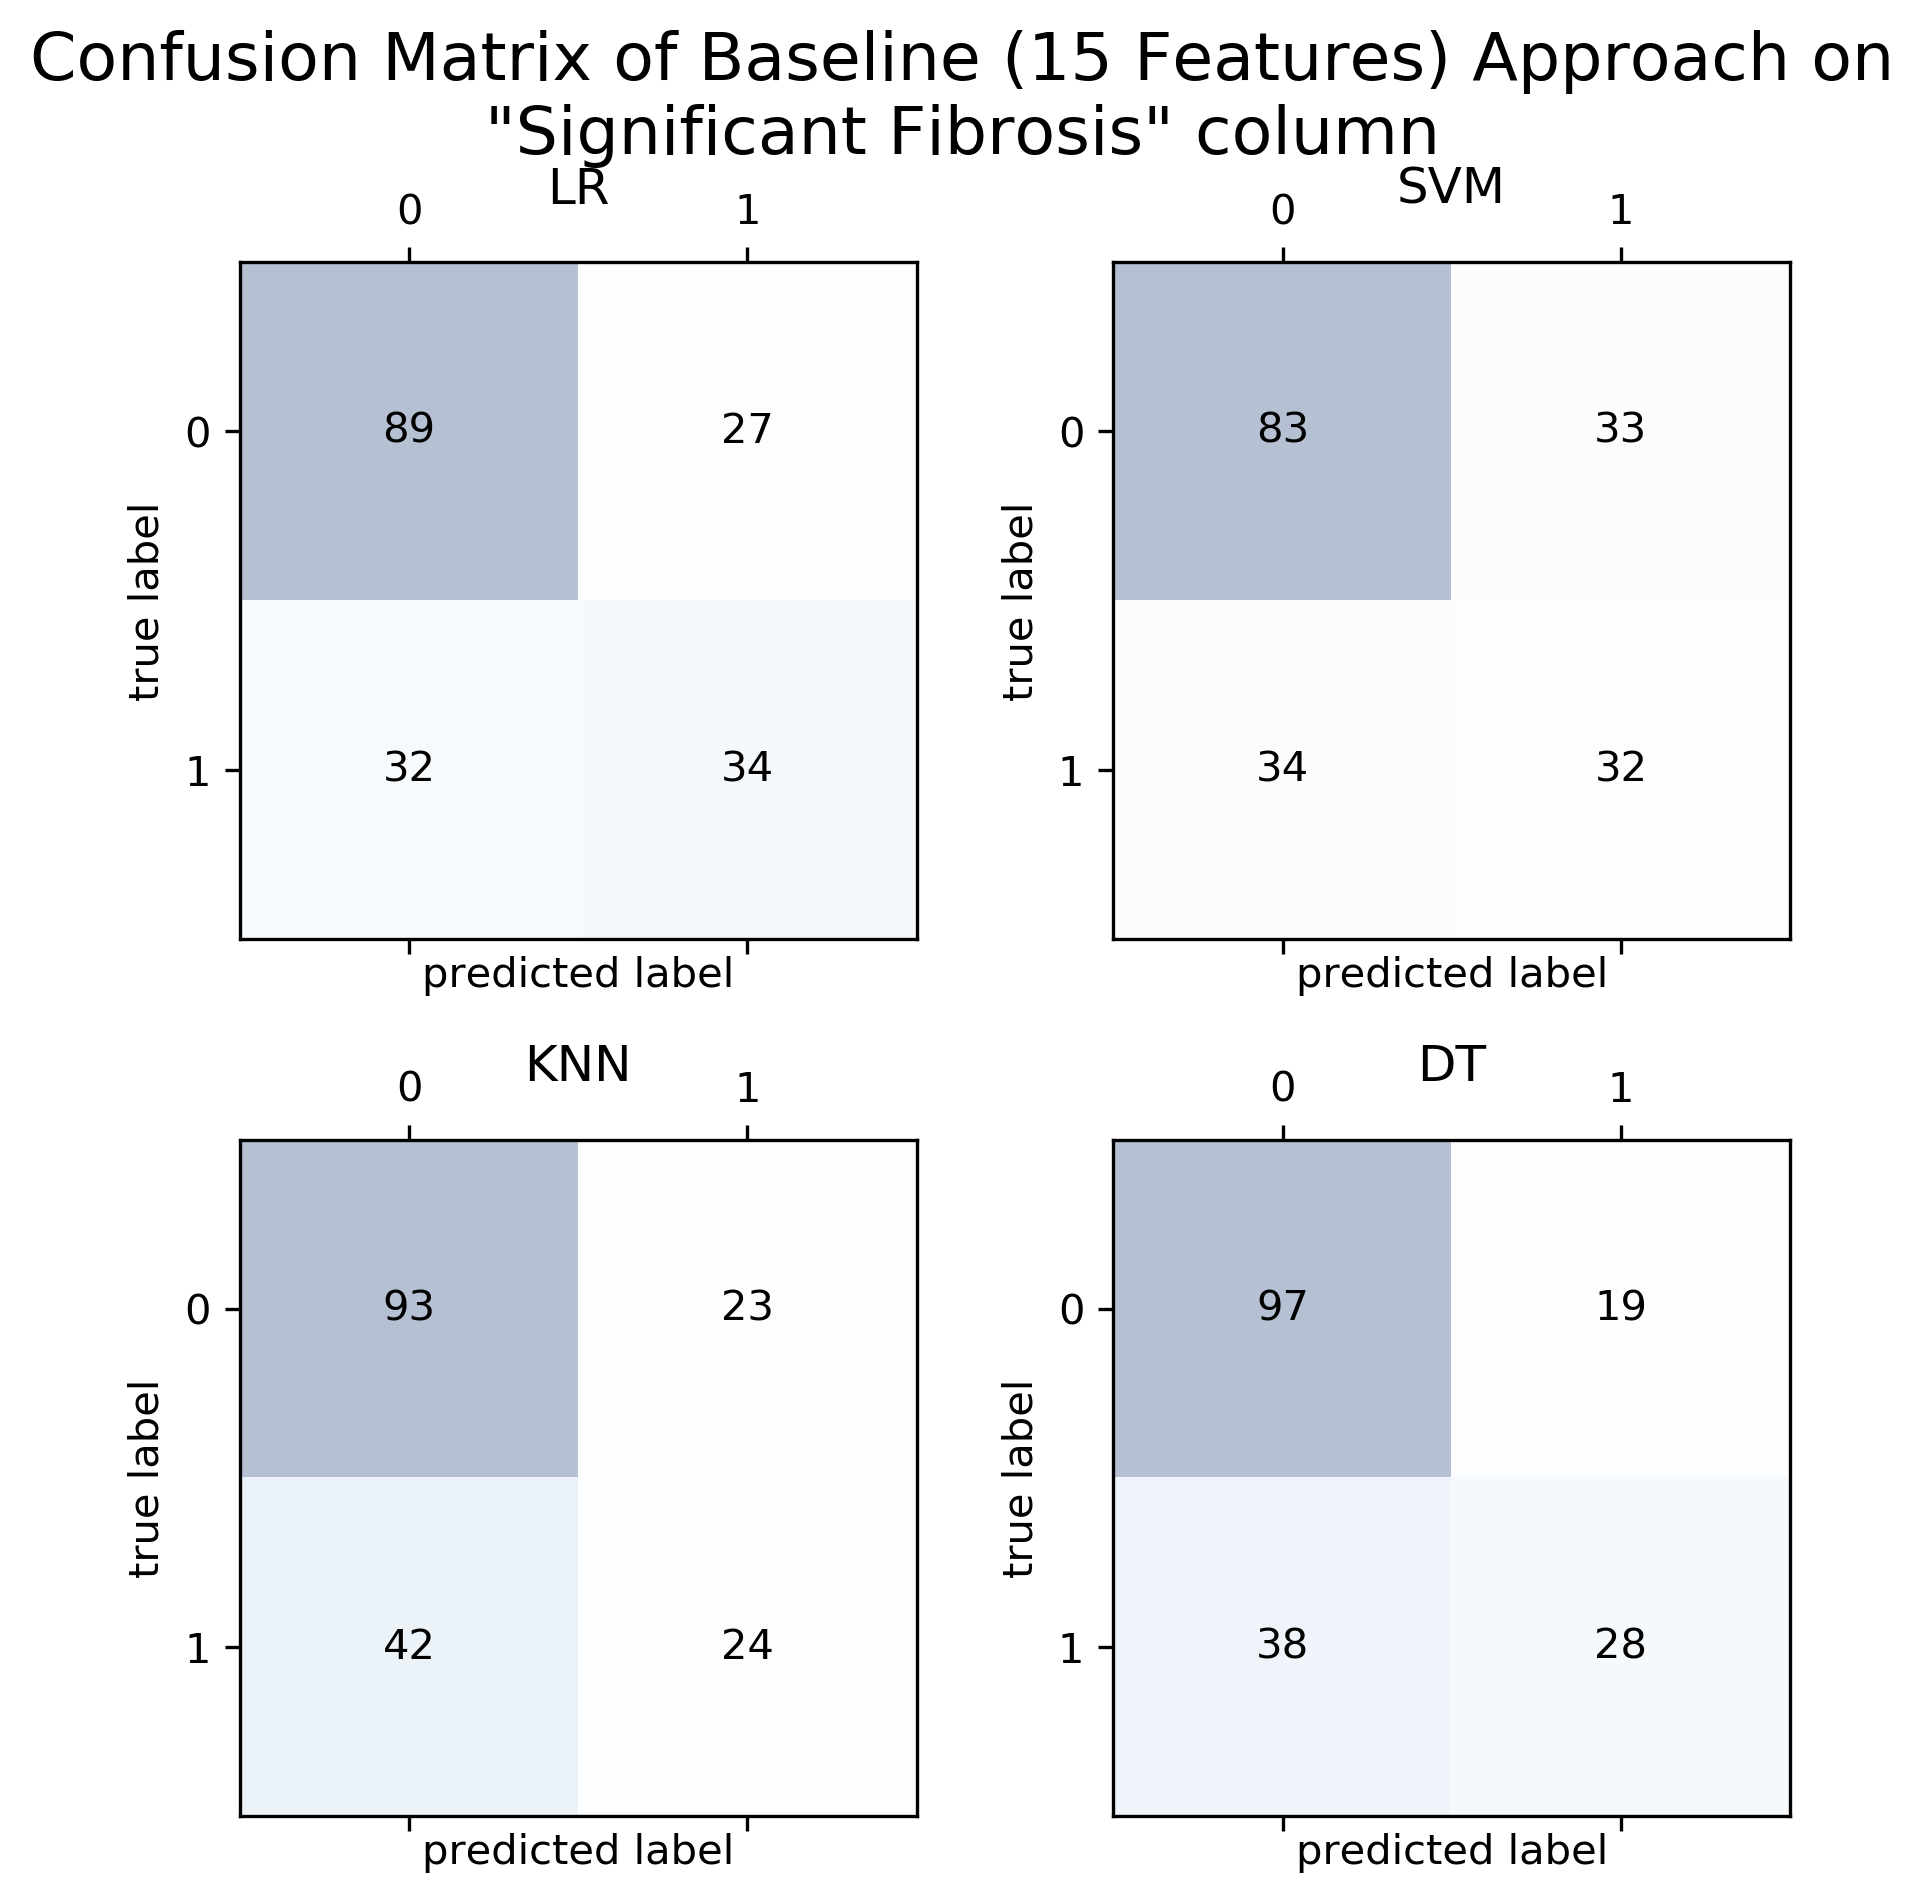 Confusion Matrix of Baseline (15 Features) Approach on
"Significant Fibrosis" column
LR
0 1
0 89 27
1 32 34
true label
predicted label
SVM
0 1
0 83 33
1 34 32
true label
predicted label
KNN
0 1
0 93 23
1 42 24
true label
predicted label
DT
0 1
0 97 19
1 38 28
true label
predicted label